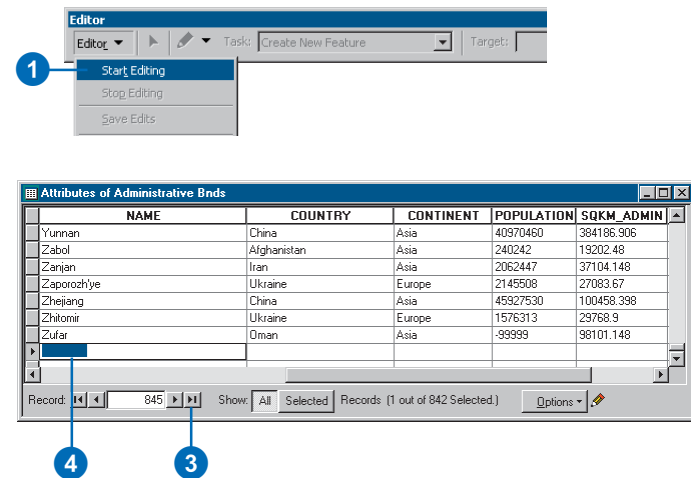 Editor
Editor Task: Create New Feature Target:
1
Start Editing
Stop Editing
Save Edits
Attributes of Administrative Bnds
NAME COUNTRY CONTINENT POPULATION SQKM_ADMIN
Yunnan China Asia 40970460 384186.906
Zabol Afghanistan Asia 240242 19202.48
Zanjan Iran Asia 2062447 37104.148
Zaporozh'ye Ukraine Europe 2145508 27083.67
Zhejiang China Asia 45927530 100458.398
Zhitomir Ukraine Europe 1576313 29768.9
Zufar Oman Asia -99999 98101.148
Record: 845 Show: All Selected Records (1 out of 842 Selected.) Options
4 3